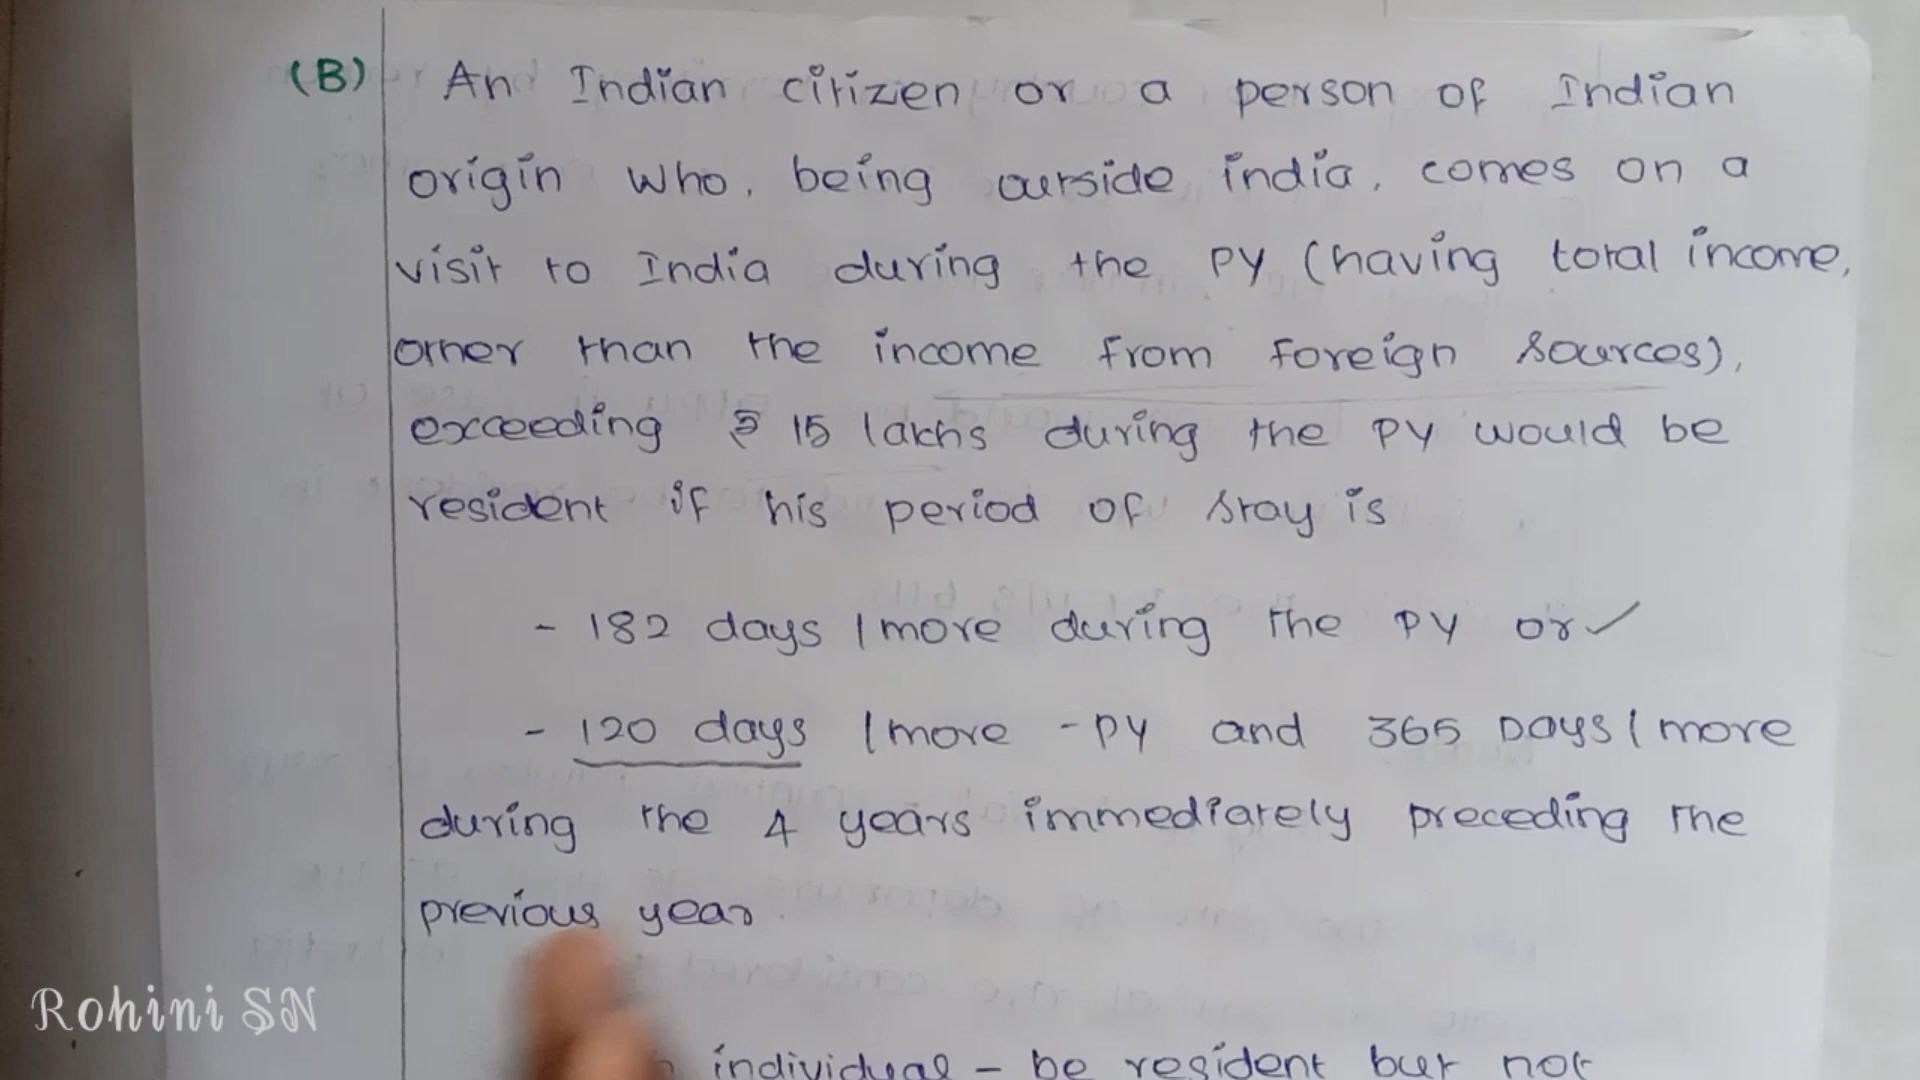 (B) An Indian citizen or a person of Indian
origin who, being outside india, comes on a
visit to India during the PY (having total income,
other than the income from foreign sources),
exceeding ₹ 15 lakhs during the PY would be
resident if his period of stay is
- 182 days / more during the PY or ✓
- 120 days / more - PY and 365 Days / more
during the 4 years immediately preceding the
previous year
individual - be resident but not
Rohini SN